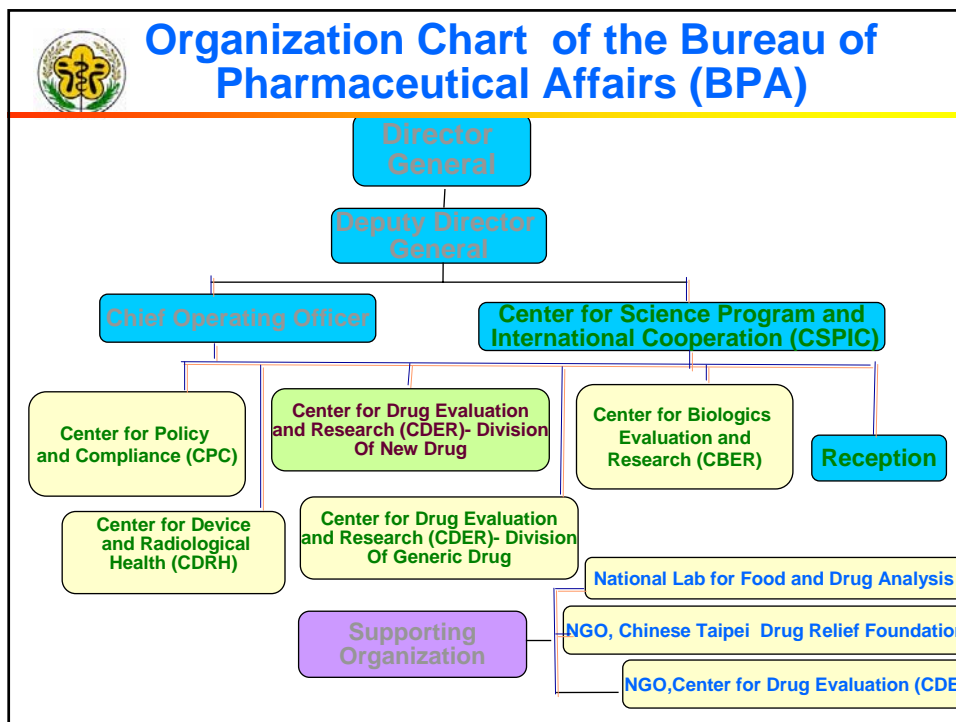 Organization Chart of the Bureau of
Pharmaceutical Affairs (BPA)
Director
General
Deputy Director
General
Chief Operating Officer
Center for Science Program and
International Cooperation (CSPIC)
Center for Policy
and Compliance (CPC)
Center for Drug Evaluation
and Research (CDER)- Division
Of New Drug
Center for Biologics
Evaluation and
Research (CBER)
Reception
Center for Device
and Radiological
Health (CDRH)
Center for Drug Evaluation
and Research (CDER)- Division
Of Generic Drug
National Lab for Food and Drug Analysis
Supporting
Organization
NGO, Chinese Taipei Drug Relief Foundation
NGO,Center for Drug Evaluation (CDE